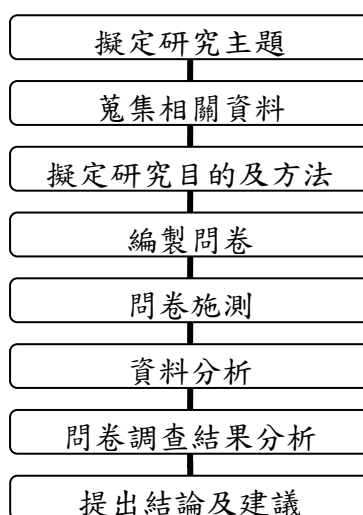 擬定研究主題
蒐集相關資料
擬定研究目的及方法
編製問卷
問卷施測
資料分析
問卷調查結果分析
提出結論及建議